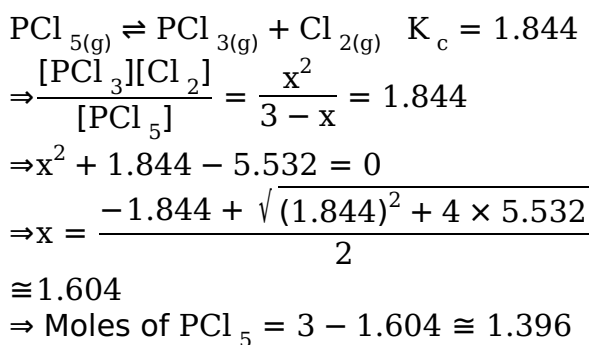 PCl₅(g) ⇌ PCl₃(g) + Cl₂(g) K_c = 1.844
⇒ [PCl₃][Cl₂] / [PCl₅] = x² / (3 − x) = 1.844
⇒x² + 1.844 − 5.532 = 0
⇒x = (−1.844 + √((1.844)² + 4 × 5.532)) / 2
≅1.604
⇒ Moles of PCl₅ = 3 − 1.604 ≅ 1.396